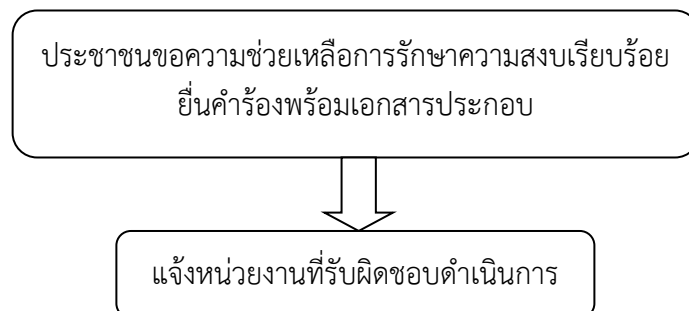 ประชาชนขอความช่วยเหลือการรักษาความสงบเรียบร้อย
ยื่นคำร้องพร้อมเอกสารประกอบ
แจ้งหน่วยงานที่รับผิดชอบดำเนินการ